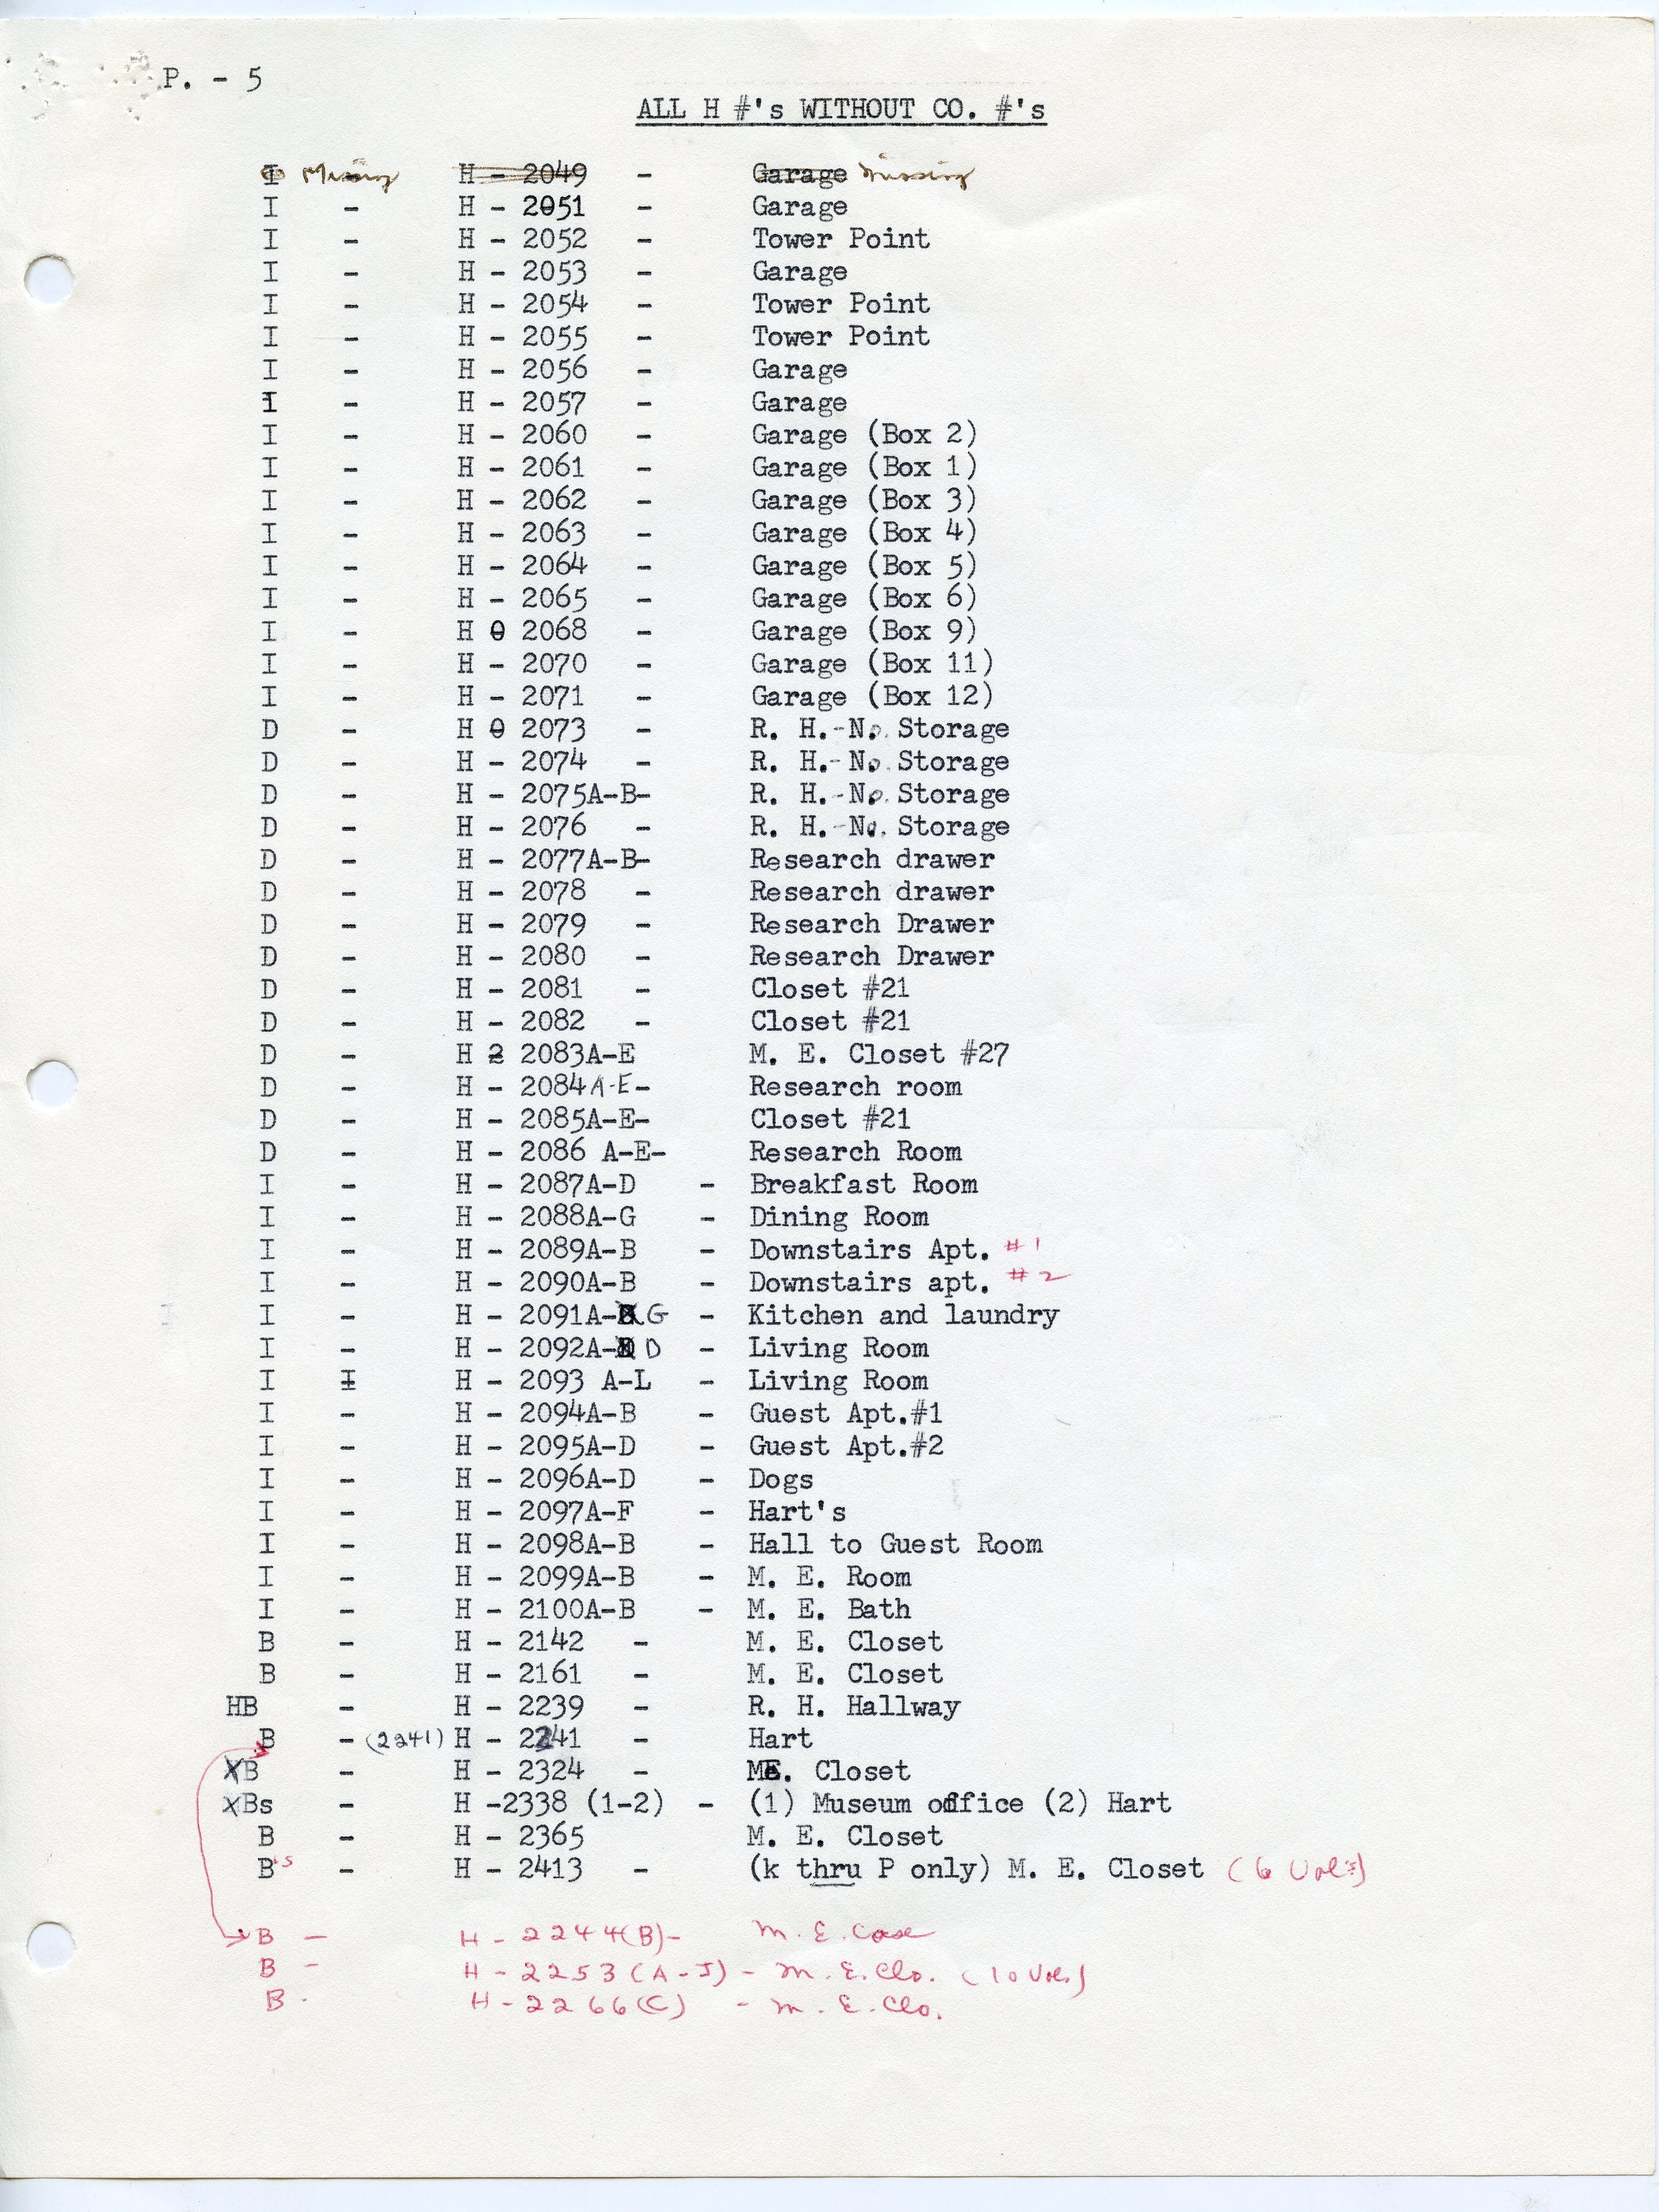 P. - 5
ALL H #'s WITHOUT CO. #'s
I Missing H - 2049 - Garage missing
I - H - 2051 - Garage
I - H - 2052 - Tower Point
I - H - 2053 - Garage
I - H - 2054 - Tower Point
I - H - 2055 - Tower Point
I - H - 2056 - Garage
I - H - 2057 - Garage
I - H - 2060 - Garage (Box 2)
I - H - 2061 - Garage (Box 1)
I - H - 2062 - Garage (Box 3)
I - H - 2063 - Garage (Box 4)
I - H - 2064 - Garage (Box 5)
I - H - 2065 - Garage (Box 6)
I - H 0 2068 - Garage (Box 9)
I - H - 2070 - Garage (Box 11)
I - H - 2071 - Garage (Box 12)
D - H 0 2073 - R. H.-No. Storage
D - H - 2074 - R. H.-No. Storage
D - H - 2075A-B- R. H.-No. Storage
D - H - 2076 - R. H.-No. Storage
D - H - 2077A-B- Research drawer
D - H - 2078 - Research drawer
D - H - 2079 - Research Drawer
D - H - 2080 - Research Drawer
D - H - 2081 - Closet #21
D - H - 2082 - Closet #21
D - H 2 2083A-E M. E. Closet #27
D - H - 2084A-E- Research room
D - H - 2085A-E- Closet #21
D - H - 2086 A-E- Research Room
I - H - 2087A-D - Breakfast Room
I - H - 2088A-G - Dining Room
I - H - 2089A-B - Downstairs Apt. #1
I - H - 2090A-B - Downstairs apt. #2
I - H - 2091A-G - Kitchen and laundry
I - H - 2092A-D - Living Room
I I H - 2093 A-L - Living Room
I - H - 2094A-B - Guest Apt.#1
I - H - 2095A-D - Guest Apt.#2
I - H - 2096A-D - Dogs
I - H - 2097A-F - Hart's
I - H - 2098A-B - Hall to Guest Room
I - H - 2099A-B - M. E. Room
I - H - 2100A-B - M. E. Bath
B - H - 2142 - M. E. Closet
B - H - 2161 - M. E. Closet
HB - H - 2239 - R. H. Hallway
B - (2241) H - 2241 - Hart
XB - H - 2324 - ME. Closet
XBs - H -2338 (1-2) - (1) Museum office (2) Hart
B - H - 2365 M. E. Closet
B's - H - 2413 - (k thru P only) M. E. Closet (6 Vols)
B - H - 2244(B)- M. E. Case
B - H - 2253(A-J) - M. E. Clo. (10 Vols.)
B. H - 2266(C) - M. E. Clo.